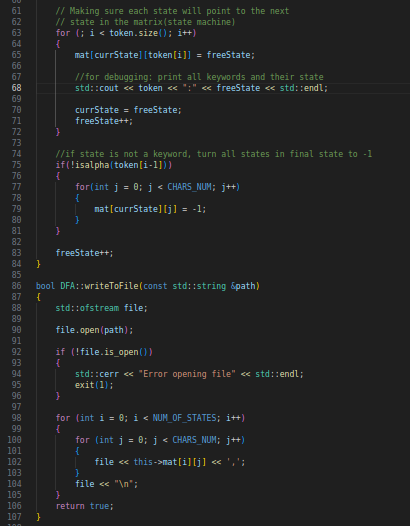 61 // Making sure each state will point to the next
62 // state in the matrix(state machine)
63 for (; i < token.size(); i++)
64 {
65 mat[currState][token[i]] = freeState;
66
67 //for debugging: print all keywords and their state
68 std::cout << token << ":" << freeState << std::endl;
69
70 currState = freeState;
71 freeState++;
72 }
73
74 //if state is not a keyword, turn all states in final state to -1
75 if(!isalpha(token[i-1]))
76 {
77 for(int j = 0; j < CHARS_NUM; j++)
78 {
79 mat[currState][j] = -1;
80 }
81 }
82
83 freeState++;
84 }
85
86 bool DFA::writeToFile(const std::string &path)
87 {
88 std::ofstream file;
89
90 file.open(path);
91
92 if (!file.is_open())
93 {
94 std::cerr << "Error opening file" << std::endl;
95 exit(1);
96 }
97
98 for (int i = 0; i < NUM_OF_STATES; i++)
99 {
100 for (int j = 0; j < CHARS_NUM; j++)
101 {
102 file << this->mat[i][j] << ',';
103 }
104 file << "\n";
105 }
106 return true;
107 }